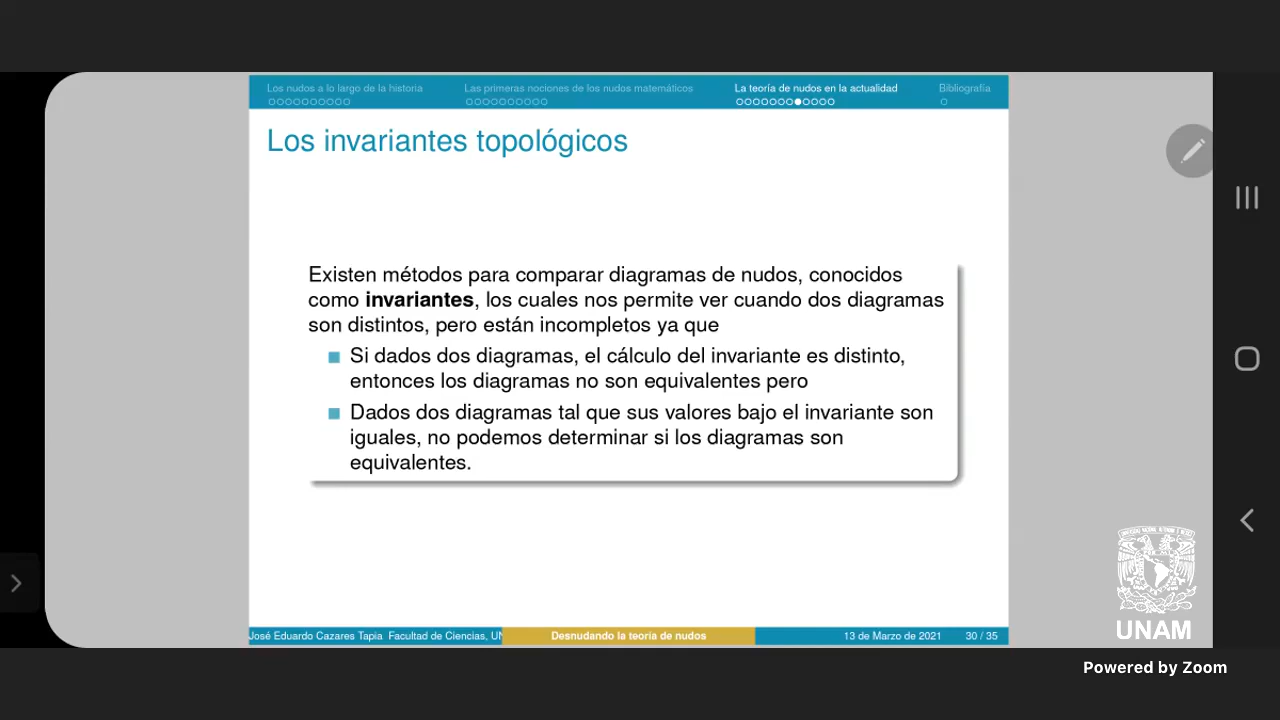 Los nudos a lo largo de la historia
Las primeras nociones de los nudos matemáticos
La teoría de nudos en la actualidad
Bibliografía
Los invariantes topológicos
Existen métodos para comparar diagramas de nudos, conocidos
como invariantes, los cuales nos permite ver cuando dos diagramas
son distintos, pero están incompletos ya que
Si dados dos diagramas, el cálculo del invariante es distinto,
entonces los diagramas no son equivalentes pero
Dados dos diagramas tal que sus valores bajo el invariante son
iguales, no podemos determinar si los diagramas son
equivalentes.
José Eduardo Cazares Tapia Facultad de Ciencias, UN
Desnudando la teoría de nudos
13 de Marzo de 2021
30 / 35
UNAM
Powered by Zoom